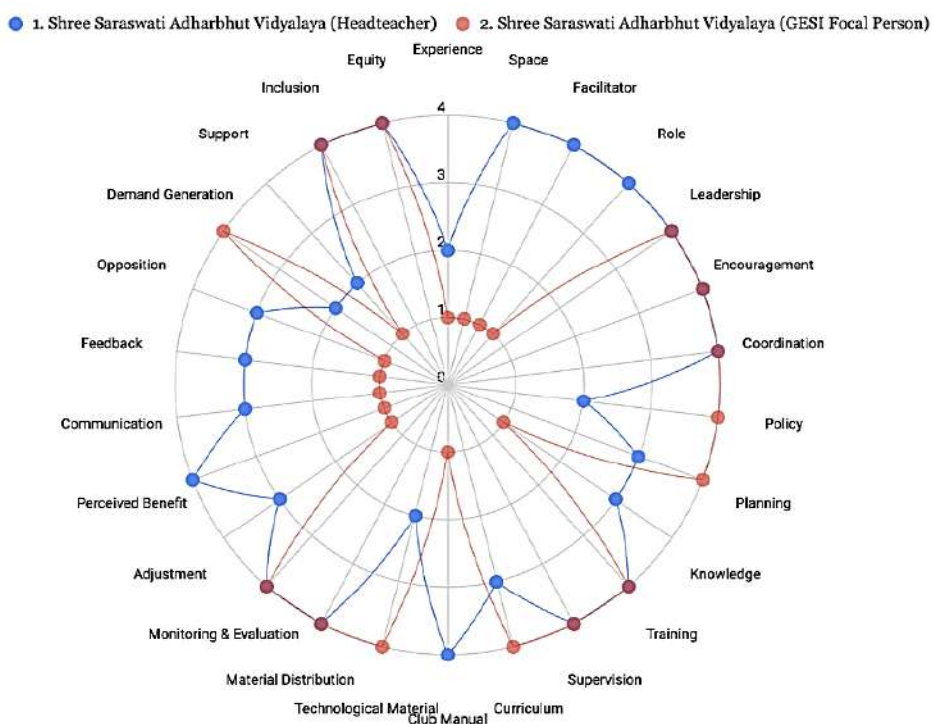 1. Shree Saraswati Adharbhut Vidyalaya (Headteacher) 2. Shree Saraswati Adharbhut Vidyalaya (GESI Focal Person)
Experience
Space
Facilitator
Role
Leadership
Encouragement
Coordination
Policy
Planning
Knowledge
Training
Supervision
Curriculum
Club Manual
Technological Material
Material Distribution
Monitoring & Evaluation
Adjustment
Perceived Benefit
Communication
Feedback
Opposition
Demand Generation
Support
Inclusion
Equity
4
3
2
1
0